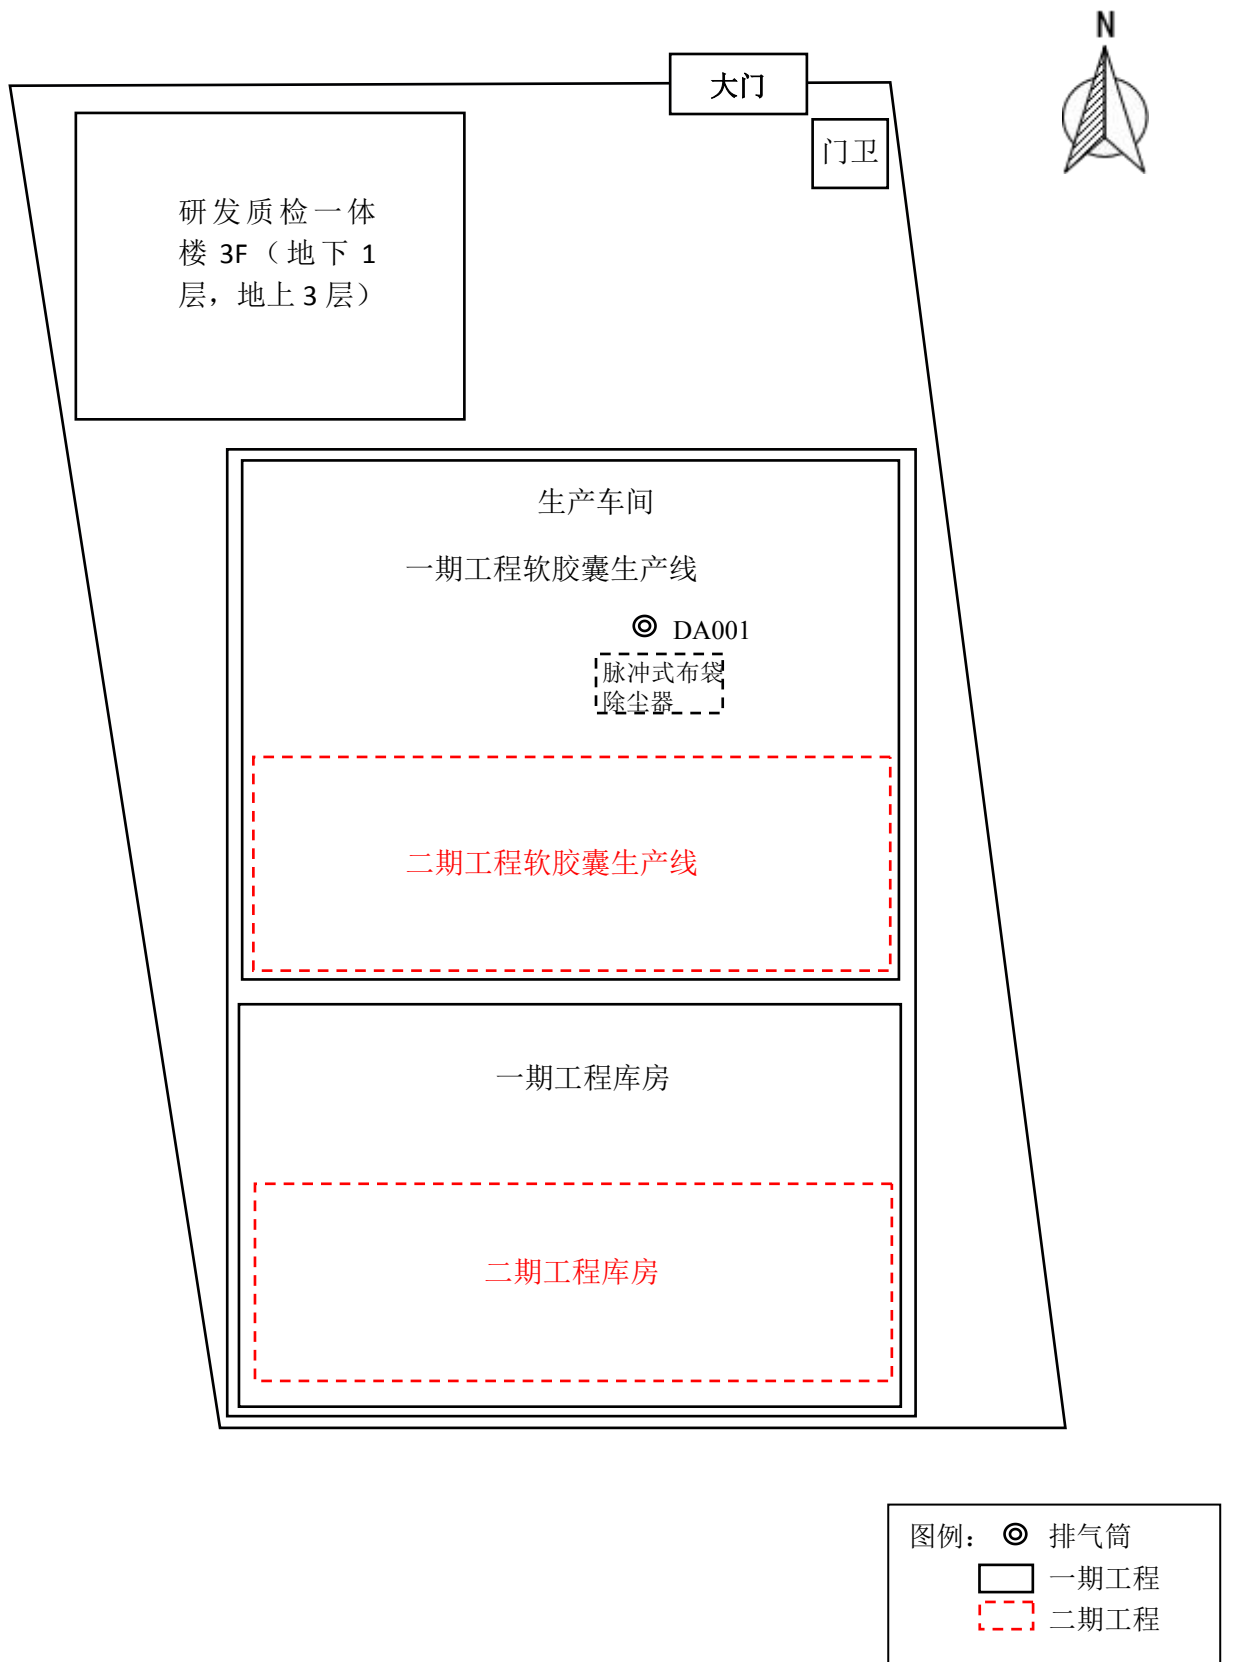 N
大门
门卫
研发质检一体
楼 3F（地下 1
层，地上 3 层）
生产车间
一期工程软胶囊生产线
DA001
脉冲式布袋
除尘器
二期工程软胶囊生产线
一期工程库房
二期工程库房
图例： 排气筒
一期工程
二期工程